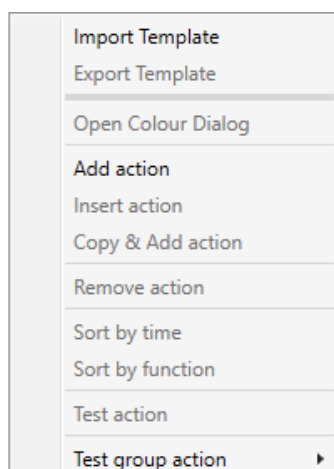 Import Template
Export Template
Open Colour Dialog
Add action
Insert action
Copy & Add action
Remove action
Sort by time
Sort by function
Test action
Test group action